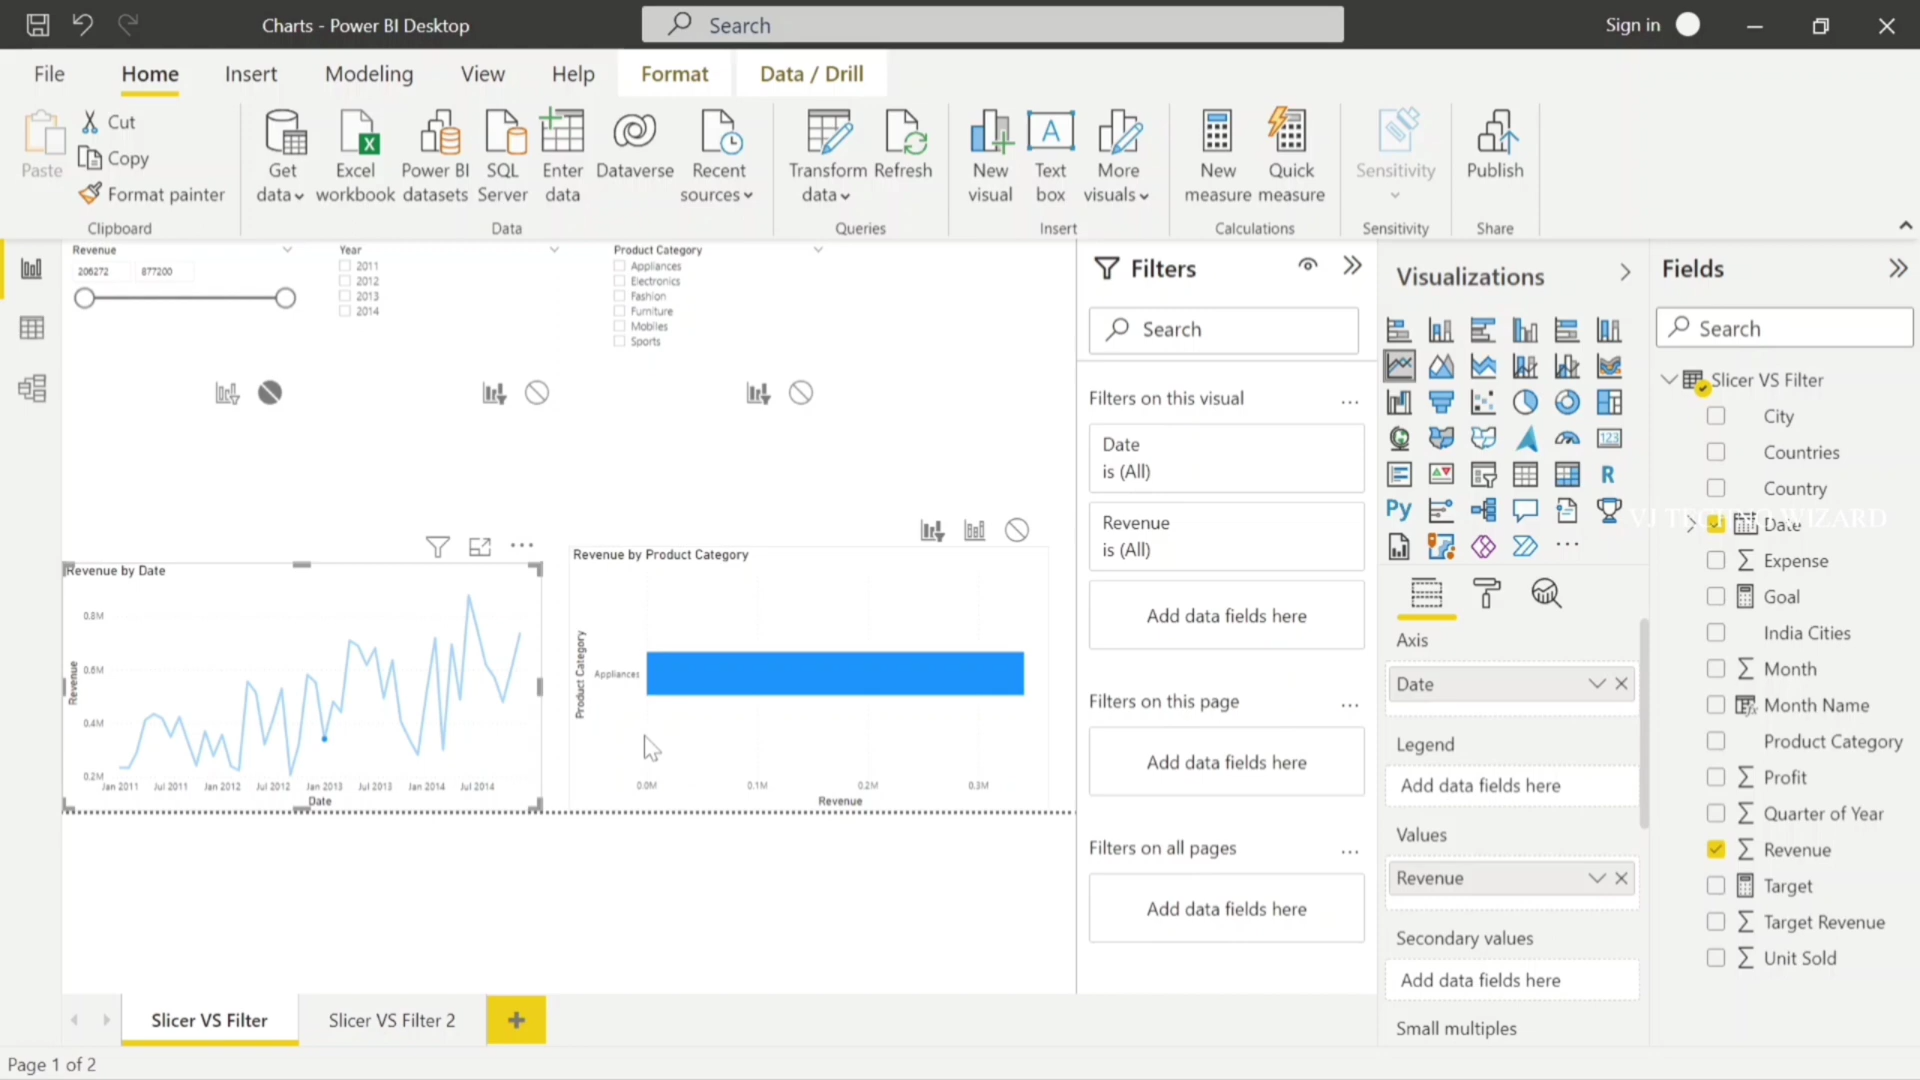 Charts - Power BI Desktop
Search
Sign in
File
Home
Insert
Modeling
View
Help
Format
Data / Drill
Paste
Cut
Copy
Format painter
Get data
Excel workbook
Power BI datasets
SQL Server
Enter data
Dataverse
Recent sources
Transform data
Refresh
New visual
Text box
More visuals
New measure
Quick measure
Sensitivity
Publish
Clipboard
Data
Queries
Insert
Calculations
Sensitivity
Share
Revenue
206272
877200
Year
2011
2012
2013
2014
Product Category
Appliances
Electronics
Fashion
Furniture
Mobiles
Sports
Revenue by Date
Revenue
0.8M
0.6M
0.4M
0.2M
Jan 2011
Jul 2011
Jan 2012
Jul 2012
Jan 2013
Jul 2013
Jan 2014
Jul 2014
Date
Revenue by Product Category
Product Category
Appliances
0.0M
0.1M
0.2M
0.3M
Revenue
Filters
Search
Filters on this visual
Date
is (All)
Revenue
is (All)
Add data fields here
Filters on this page
Add data fields here
Filters on all pages
Add data fields here
Visualizations
123
R
Py
Axis
Date
Legend
Add data fields here
Values
Revenue
Secondary values
Add data fields here
Small multiples
Fields
Search
Slicer VS Filter
City
Countries
Country
VJ TECHNO WIZARD
Date
Expense
Goal
India Cities
Month
Month Name
Product Category
Profit
Quarter of Year
Revenue
Target
Target Revenue
Unit Sold
Slicer VS Filter
Slicer VS Filter 2
Page 1 of 2